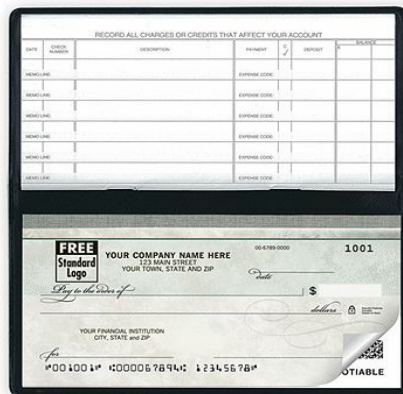 RECORD ALL CHARGES OR CREDITS THAT AFFECT YOUR ACCOUNT
DATE CHECK NUMBER DESCRIPTION PAYMENT C ✓ DEPOSIT BALANCE
$
MEMO LINE: EXPENSE CODE:
MEMO LINE: EXPENSE CODE:
MEMO LINE: EXPENSE CODE:
MEMO LINE: EXPENSE CODE:
MEMO LINE: EXPENSE CODE:
MEMO LINE: EXPENSE CODE:
FREE
Standard
Logo
YOUR COMPANY NAME HERE
123 MAIN STREET
YOUR TOWN, STATE AND ZIP
00-6789-0000
1001
date
Pay to the order of $
dollars
YOUR FINANCIAL INSTITUTION
CITY, STATE and ZIP
for
⑈001001⑈ ⑆000067894⑆ 12345678⑈
OTIABLE